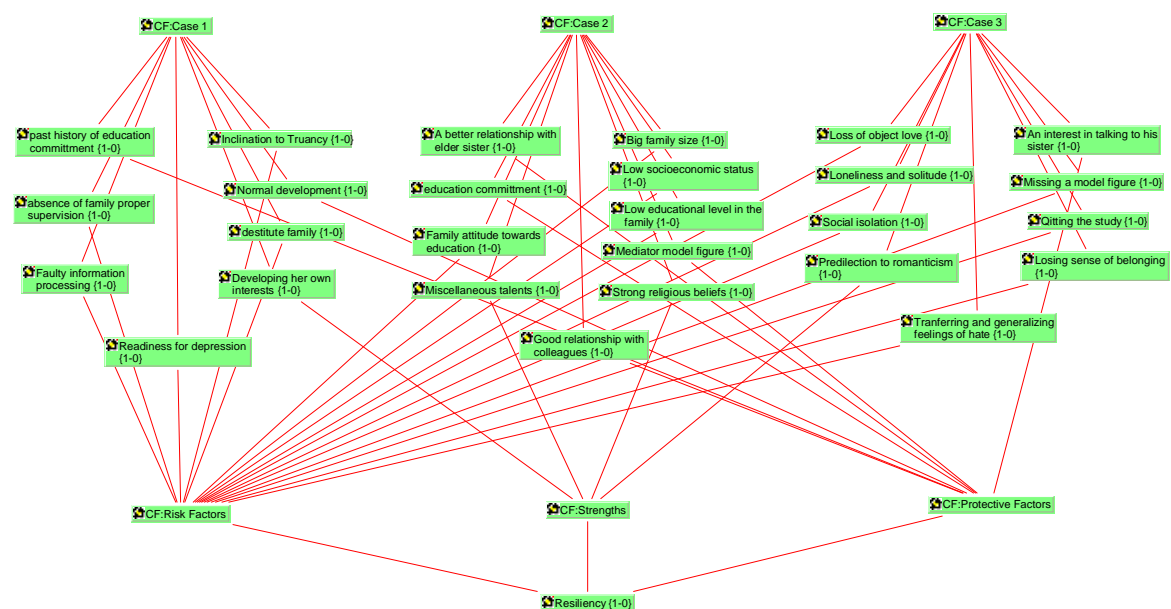 CF:Case 1
CF:Case 2
CF:Case 3
past history of education
committment {1-0}
Inclination to Truancy {1-0}
A better relationship with
elder sister {1-0}
Big family size {1-0}
Loss of object love {1-0}
An interest in talking to his
sister {1-0}
Normal development {1-0}
education committment {1-0}
Low socioeconomic status
{1-0}
Loneliness and solitude {1-0}
Missing a model figure {1-0}
absence of family proper
supervision {1-0}
destitute family {1-0}
Family attitude towards
education {1-0}
Low educational level in the
family {1-0}
Social isolation {1-0}
Qitting the study {1-0}
Mediator model figure {1-0}
Faulty information
processing {1-0}
Developing her own
interests {1-0}
Miscellaneous talents {1-0}
Strong religious beliefs {1-0}
Predilection to romanticism
{1-0}
Losing sense of belonging
{1-0}
Readiness for depression
{1-0}
Good relationship with
colleagues {1-0}
Tranferring and generalizing
feelings of hate {1-0}
CF:Risk Factors
CF:Strengths
CF:Protective Factors
Resiliency {1-0}